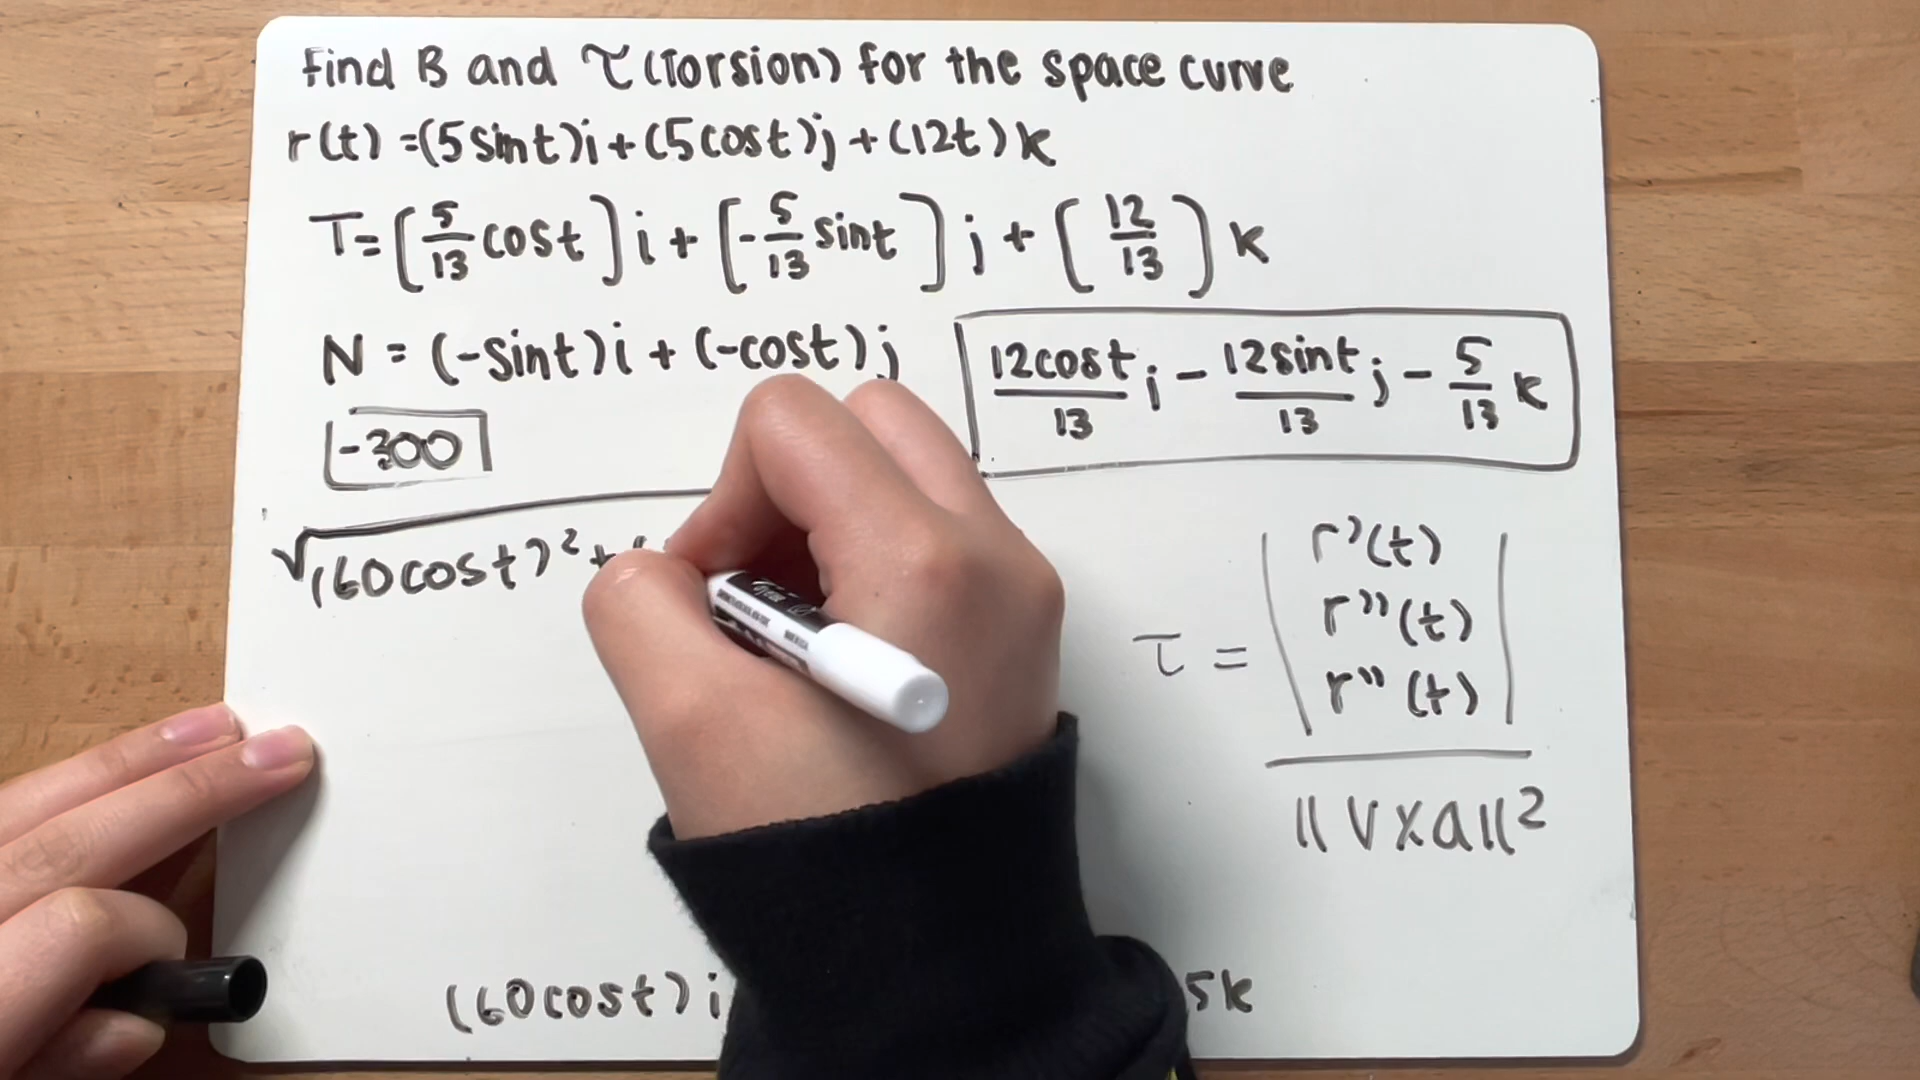 Find B and τ (Torsion) for the space curve
r(t) = (5sint)i + (5cost)j + (12t)k
T = [5/13 cost] i + [-5/13 sint] j + [12/13] k
N = (-sint)i + (-cost)j
12cost/13 i - 12sint/13 j - 5/13 k
-300
√(60cost)² + (
τ = | r'(t) |
| r''(t) |
| r''(t) |
||v×a||²
(60cost)i
5k